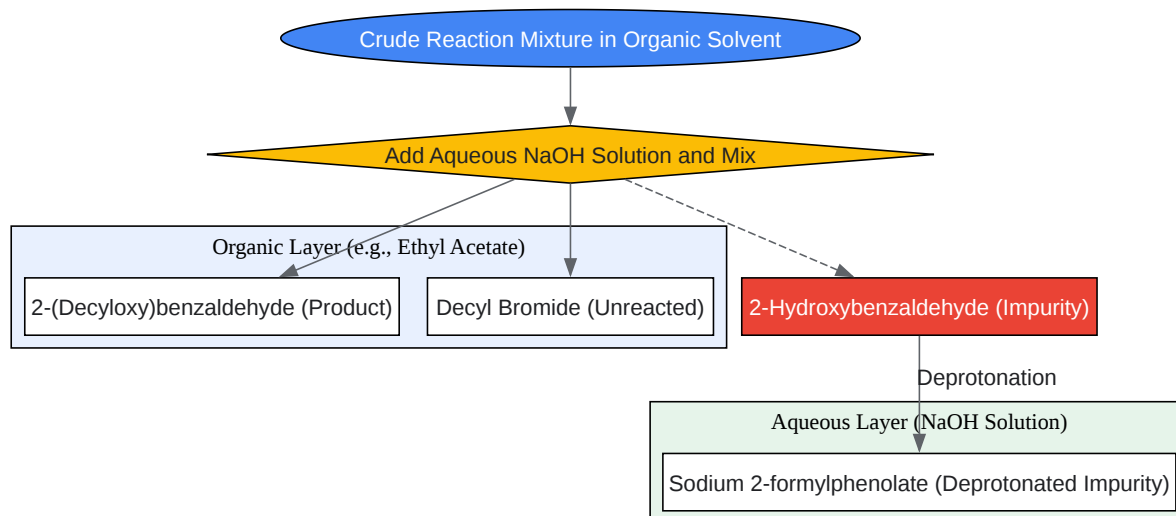 Crude Reaction Mixture in Organic Solvent
Add Aqueous NaOH Solution and Mix
Organic Layer (e.g., Ethyl Acetate)
2-(Decyloxy)benzaldehyde (Product)
Decyl Bromide (Unreacted)
2-Hydroxybenzaldehyde (Impurity)
Deprotonation
Aqueous Layer (NaOH Solution)
Sodium 2-formylphenolate (Deprotonated Impurity)